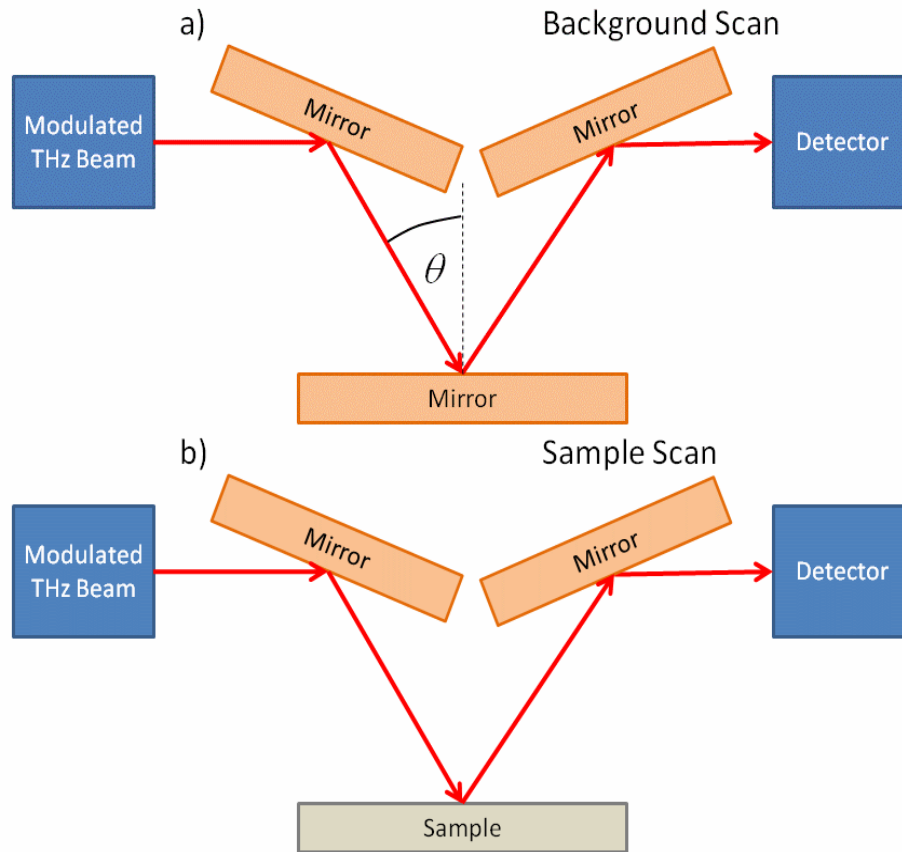 a)
Background Scan
Modulated
THz Beam
Mirror
Mirror
Detector
θ
Mirror
b)
Sample Scan
Modulated
THz Beam
Mirror
Mirror
Detector
Sample